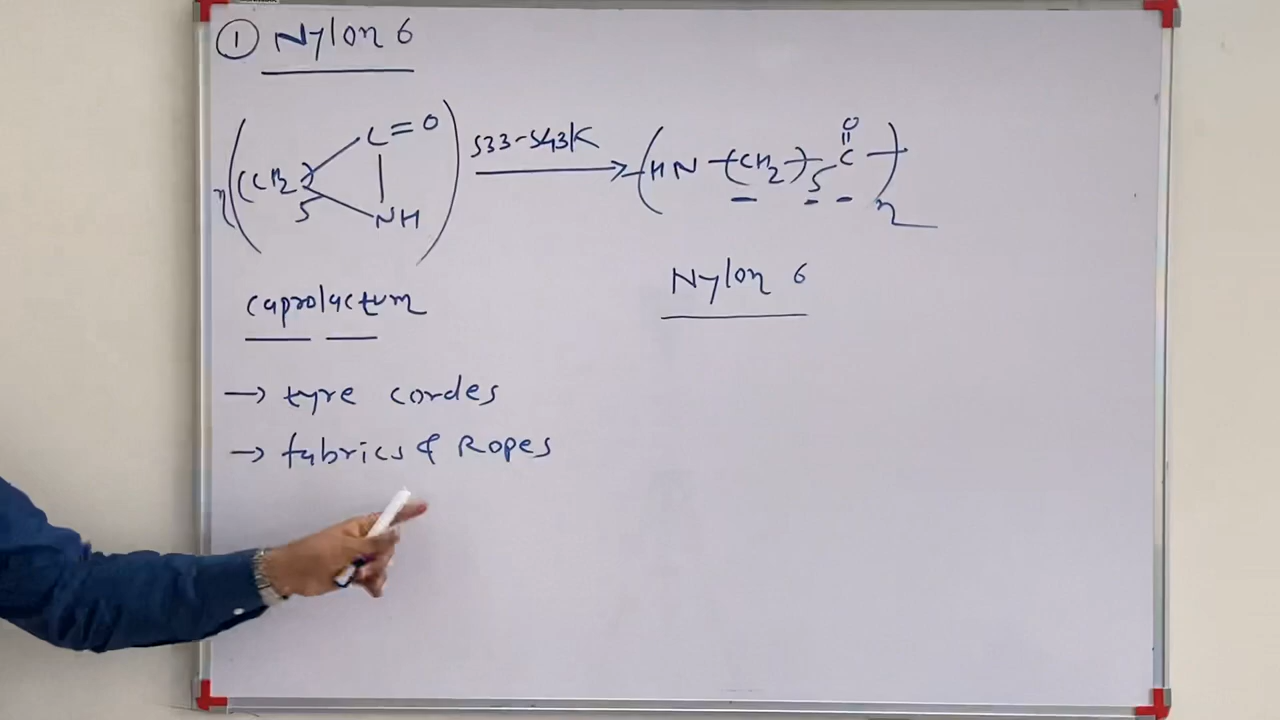 ① Nylon 6
n ( (CH2)5 C=O NH ) 533-543K → -( HN -(CH2)5- C(=O) -)n
Nylon 6
caprolactum
→ tyre cordes
→ fabrics & Ropes